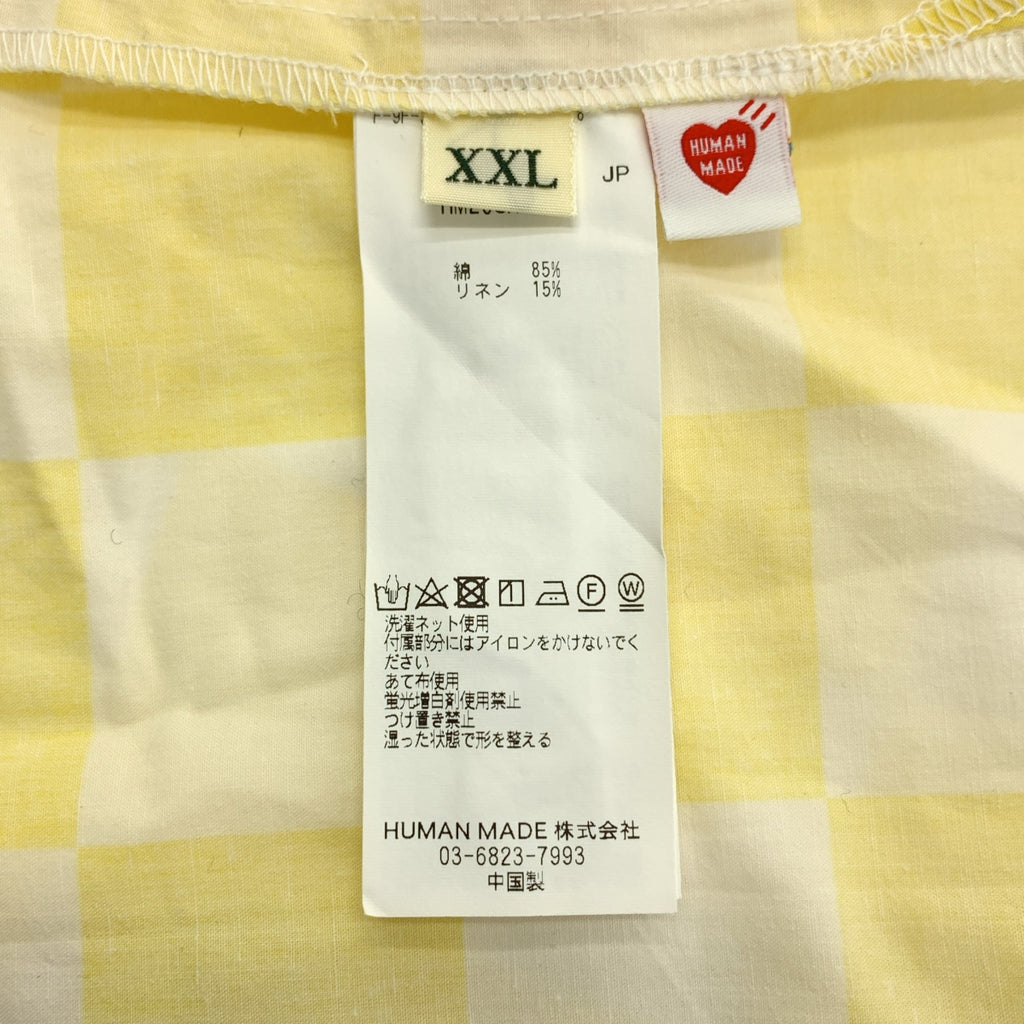 XXL
JP
HUMAN
MADE
綿 85%
リネン 15%
F
W
洗濯ネット使用
付属部分にはアイロンをかけないでく
ださい
あて布使用
蛍光増白剤使用禁止
つけ置き禁止
湿った状態で形を整える
HUMAN MADE 株式会社
03-6823-7993
中国製